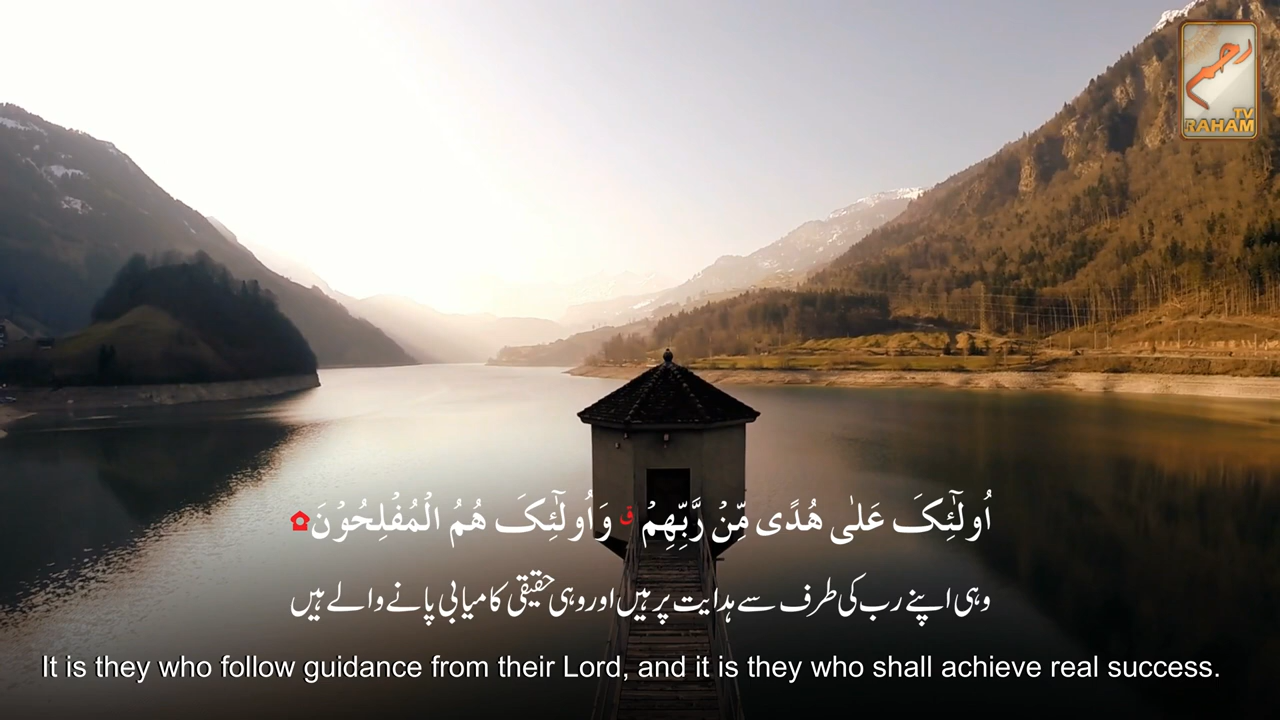 رحم
TV
RAHAM
اُولٰٓئِکَ عَلٰی هُدًی مِّنۡ رَّبِّهِمۡ ٭ وَاُولٰٓئِکَ هُمُ الۡمُفۡلِحُوۡنَ
وہی اپنے رب کی طرف سے ہدایت پر ہیں اور وہی حقیقی کامیابی پانے والے ہیں
It is they who follow guidance from their Lord, and it is they who shall achieve real success.